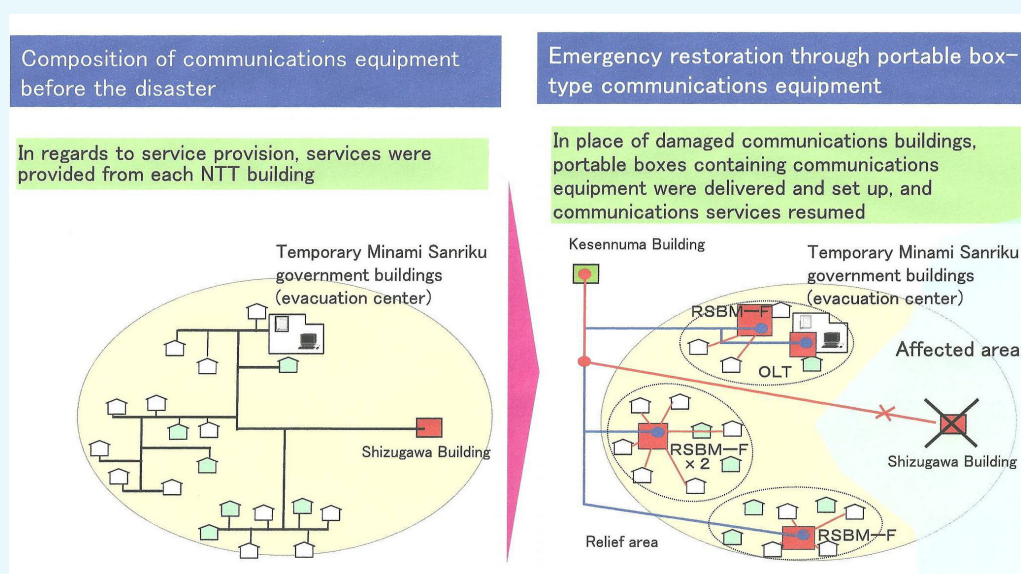 Composition of communications equipment
before the disaster
In regards to service provision, services were
provided from each NTT building
Temporary Minami Sanriku
government buildings
(evacuation center)
Shizugawa Building
Emergency restoration through portable box-
type communications equipment
In place of damaged communications buildings,
portable boxes containing communications
equipment were delivered and set up, and
communications services resumed
Kesennuma Building
Temporary Minami Sanriku
government buildings
(evacuation center)
RSBM-F
OLT
Affected area
RSBM-F
×2
Shizugawa Building
RSBM-F
Relief area